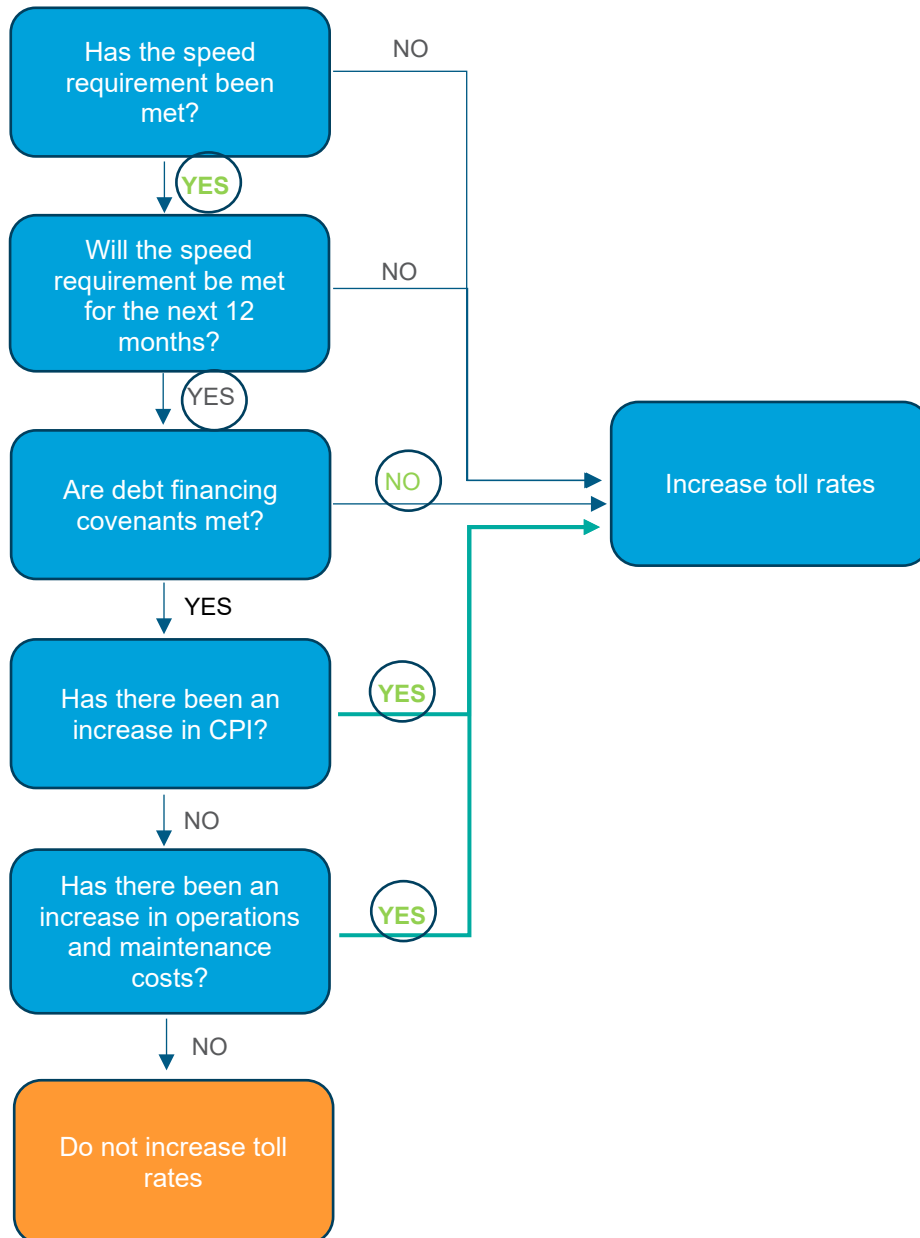 Has the speed
requirement been
met?
NO
YES
Will the speed
requirement be met
for the next 12
months?
NO
YES
Are debt financing
covenants met?
NO
Increase toll rates
YES
Has there been an
increase in CPI?
YES
NO
Has there been an
increase in operations
and maintenance
costs?
YES
NO
Do not increase toll
rates